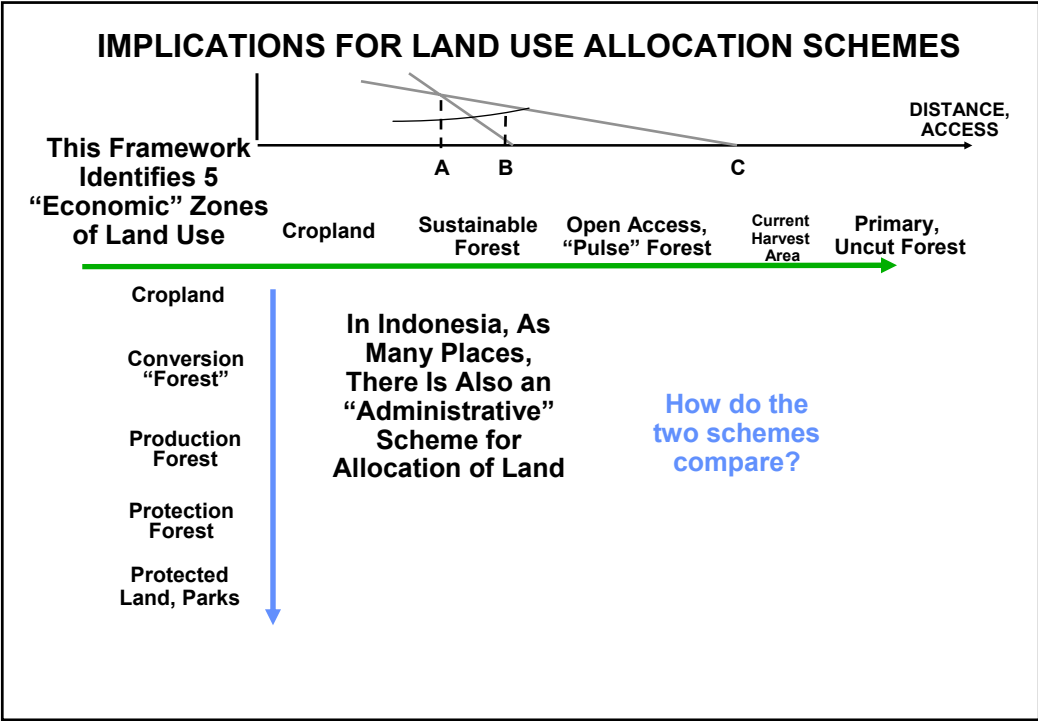 IMPLICATIONS FOR LAND USE ALLOCATION SCHEMES
DISTANCE,
ACCESS
This Framework
Identifies 5
“Economic” Zones
of Land Use
A
B
C
Cropland
Sustainable
Forest
Open Access,
“Pulse” Forest
Current
Harvest
Area
Primary,
Uncut Forest
Cropland
Conversion
“Forest”
Production
Forest
Protection
Forest
Protected
Land, Parks
In Indonesia, As
Many Places,
There Is Also an
“Administrative”
Scheme for
Allocation of Land
How do the
two schemes
compare?